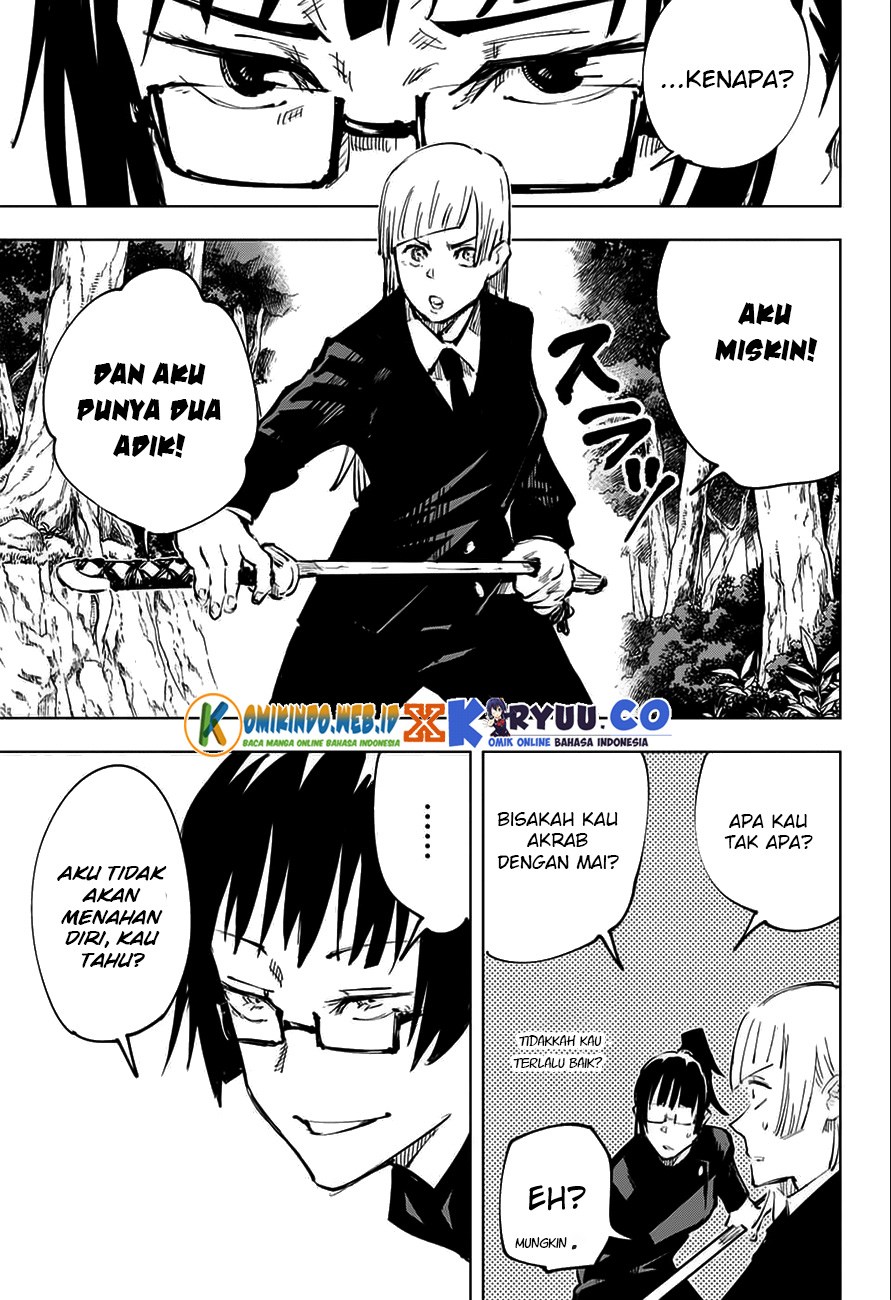 ...KENAPA?
AKU
MISKIN!
スラッ
DAN AKU
PUNYA DUA
ADIK!
KOMIKINDO.WEB.ID
BACA MANGA ONLINE BAHASA INDONESIA
X
KIRYUU.CO
OMIK ONLINE BAHASA INDONESIA
APA KAU
TAK APA?
BISAKAH KAU
AKRAB
DENGAN MAI?
TIDAKKAH KAU
TERLALU BAIK?
EH?
MUNGKIN.
......
AKU TIDAK
AKAN
MENAHAN
DIRI, KAU
TAHU?